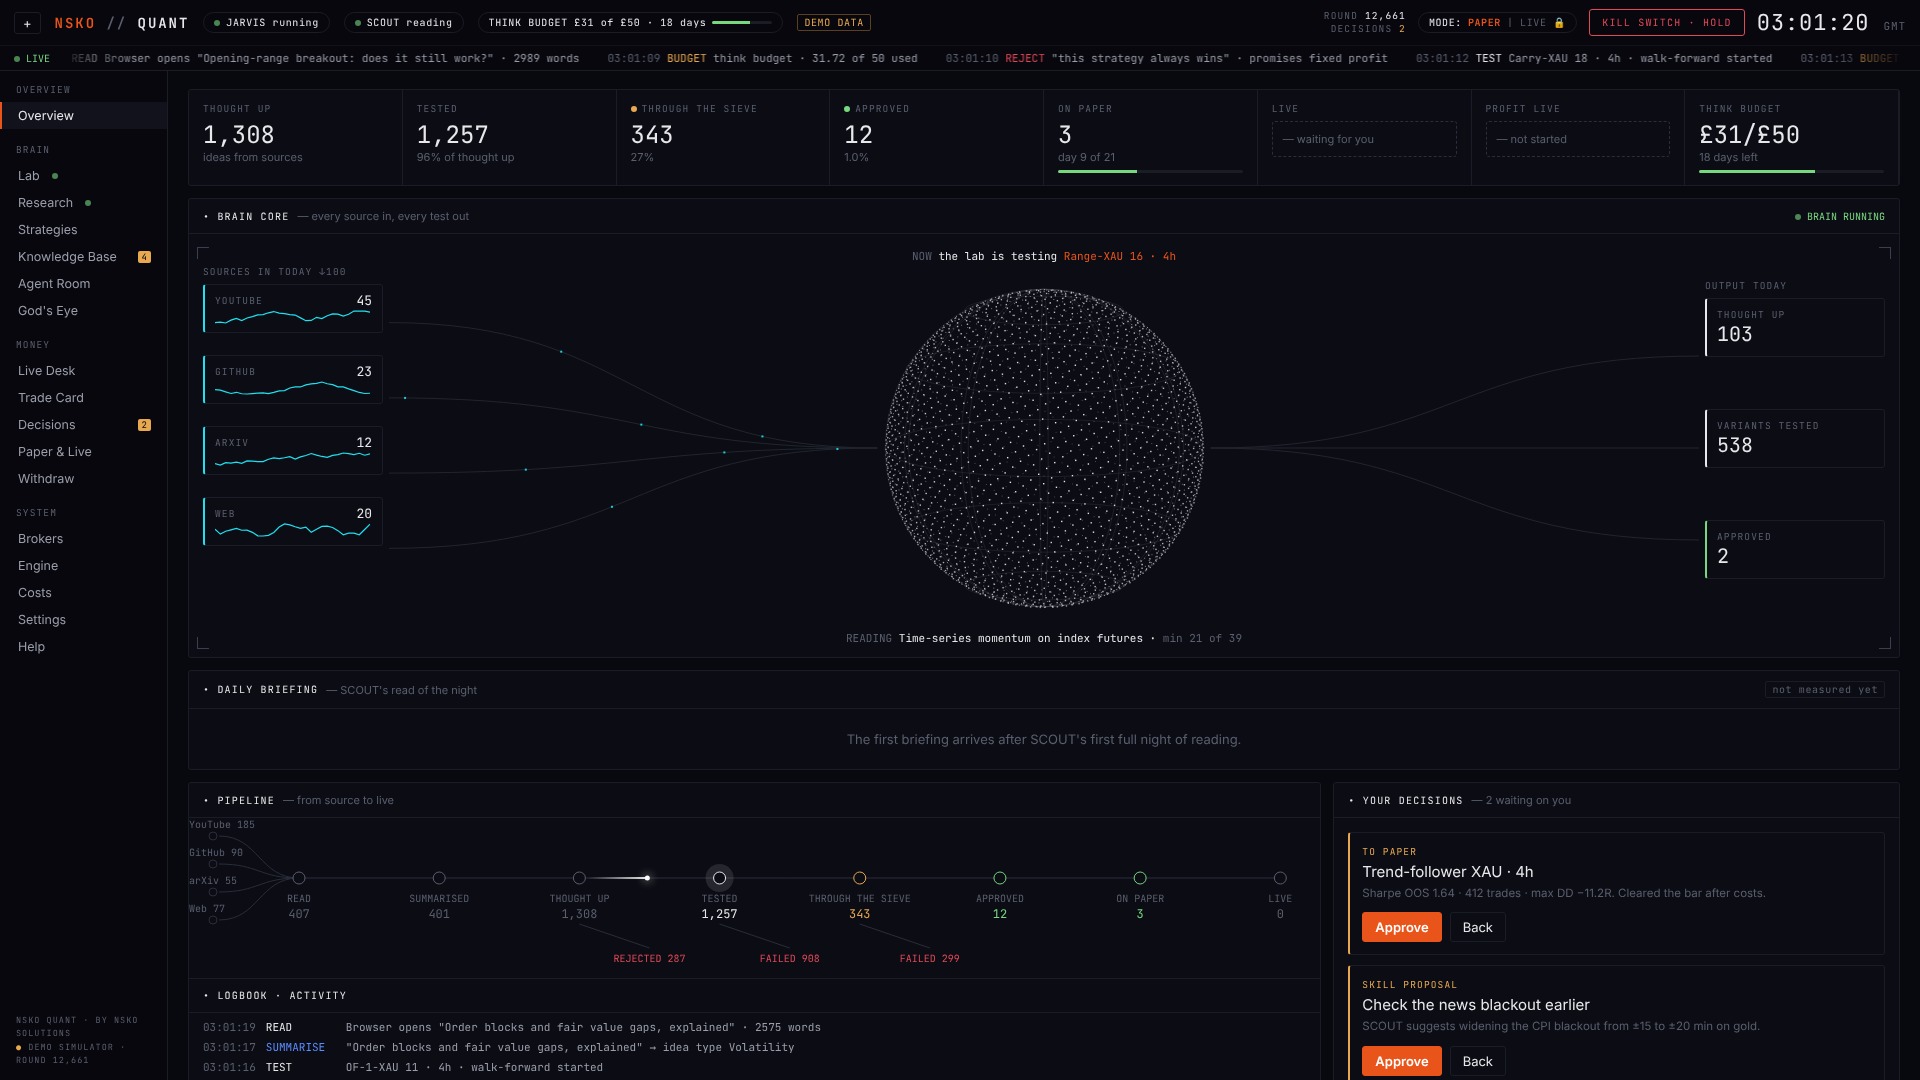 + NSKO // QUANT JARVIS running SCOUT reading THINK BUDGET £31 of £50 · 18 days DEMO DATA
ROUND 12,661
DECISIONS 2
MODE: PAPER | LIVE 🔒 KILL SWITCH · HOLD 03:01:20 GMT
LIVE READ Browser opens "Opening-range breakout: does it still work?" · 2989 words 03:01:09 BUDGET think budget · 31.72 of 50 used 03:01:10 REJECT "this strategy always wins" · promises fixed profit 03:01:12 TEST Carry-XAU 18 · 4h · walk-forward started 03:01:13 BUDGET
OVERVIEW
Overview
BRAIN
Lab
Research
Strategies
Knowledge Base 4
Agent Room
God's Eye
MONEY
Live Desk
Trade Card
Decisions 2
Paper & Live
Withdraw
SYSTEM
Brokers
Engine
Costs
Settings
Help
NSKO QUANT · BY NSKO
SOLUTIONS
DEMO SIMULATOR ·
ROUND 12,661
THOUGHT UP
1,308
ideas from sources
TESTED
1,257
96% of thought up
THROUGH THE SIEVE
343
27%
APPROVED
12
1.0%
ON PAPER
3
day 9 of 21
LIVE
— waiting for you
PROFIT LIVE
— not started
THINK BUDGET
£31/£50
18 days left
· BRAIN CORE — every source in, every test out
BRAIN RUNNING
NOW the lab is testing Range-XAU 16 · 4h
SOURCES IN TODAY ↓100
YOUTUBE 45
GITHUB 23
ARXIV 12
WEB 20
OUTPUT TODAY
THOUGHT UP
103
VARIANTS TESTED
538
APPROVED
2
READING Time-series momentum on index futures · min 21 of 39
· DAILY BRIEFING — SCOUT's read of the night
not measured yet
The first briefing arrives after SCOUT's first full night of reading.
· PIPELINE — from source to live
YouTube 185
GitHub 90
arXiv 55
Web 77
READ
407
SUMMARISED
401
THOUGHT UP
1,308
TESTED
1,257
THROUGH THE SIEVE
343
APPROVED
12
ON PAPER
3
LIVE
0
REJECTED 287
FAILED 908
FAILED 299
· LOGBOOK · ACTIVITY
03:01:19 READ Browser opens "Order blocks and fair value gaps, explained" · 2575 words
03:01:17 SUMMARISE "Order blocks and fair value gaps, explained" → idea type Volatility
03:01:16 TEST OF-1-XAU 11 · 4h · walk-forward started
· YOUR DECISIONS — 2 waiting on you
TO PAPER
Trend-follower XAU · 4h
Sharpe OOS 1.64 · 412 trades · max DD −11.2R. Cleared the bar after costs.
Approve Back
SKILL PROPOSAL
Check the news blackout earlier
SCOUT suggests widening the CPI blackout from ±15 to ±20 min on gold.
Approve Back